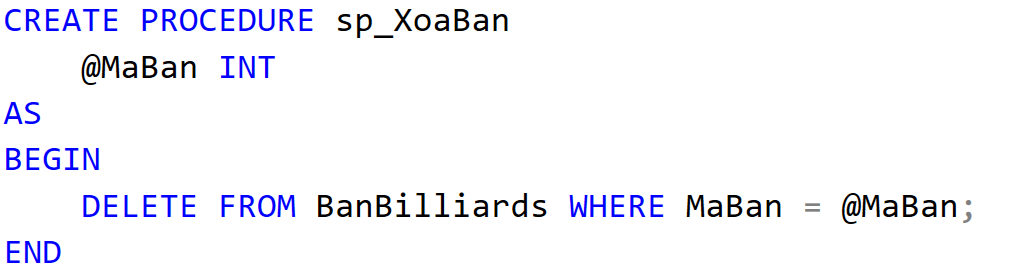 CREATE PROCEDURE sp_XoaBan
    @MaBan INT
AS
BEGIN
    DELETE FROM BanBilliards WHERE MaBan = @MaBan;
END